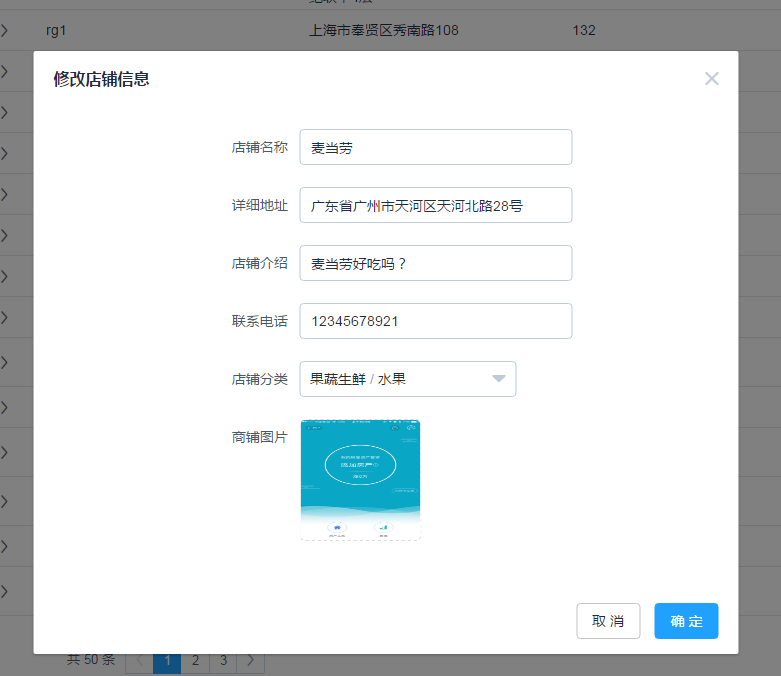 rg1 上海市奉贤区秀南路108 132
修改店铺信息
店铺名称 麦当劳
详细地址 广东省广州市天河区天河北路28号
店铺介绍 麦当劳好吃吗？
联系电话 12345678921
店铺分类 果蔬生鲜 / 水果
商铺图片
取 消 确 定
共 50 条 1 2 3